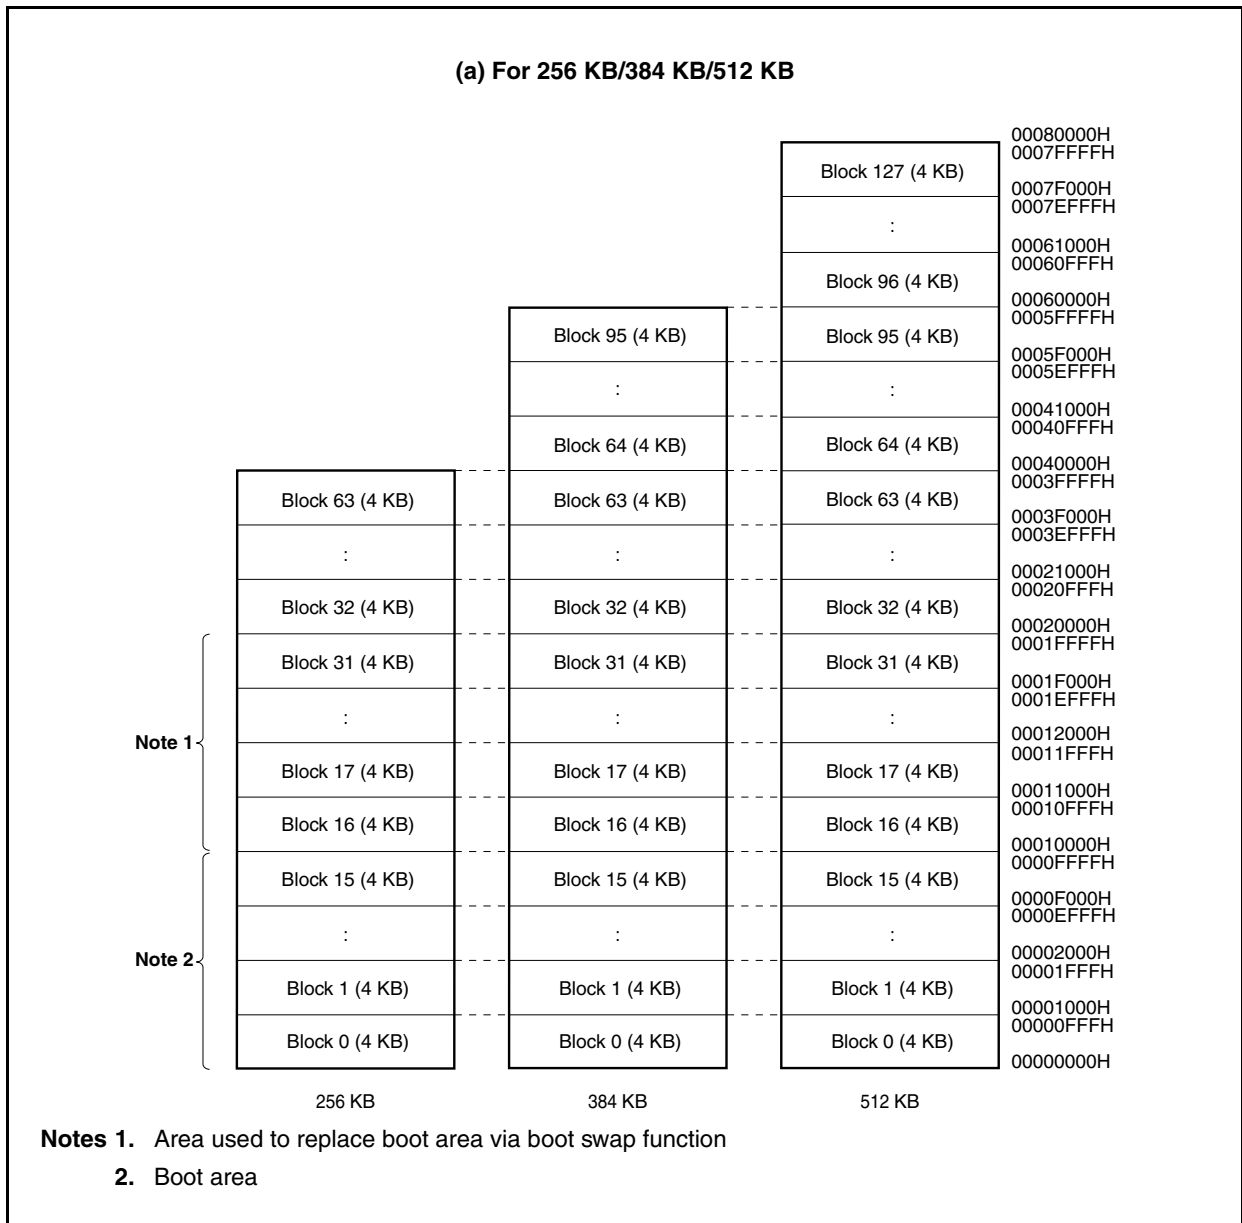 (a) For 256 KB/384 KB/512 KB
00080000H
0007FFFFH
Block 127 (4 KB)
0007F000H
0007EFFFH
:
00061000H
00060FFFH
Block 96 (4 KB)
00060000H
0005FFFFH
Block 95 (4 KB) Block 95 (4 KB)
0005F000H
0005EFFFH
: :
00041000H
00040FFFH
Block 64 (4 KB) Block 64 (4 KB)
00040000H
0003FFFFH
Block 63 (4 KB) Block 63 (4 KB) Block 63 (4 KB)
0003F000H
0003EFFFH
: : :
00021000H
00020FFFH
Block 32 (4 KB) Block 32 (4 KB) Block 32 (4 KB)
00020000H
0001FFFFH
Block 31 (4 KB) Block 31 (4 KB) Block 31 (4 KB)
0001F000H
0001EFFFH
: : :
00012000H
Note 1
00011FFFH
Block 17 (4 KB) Block 17 (4 KB) Block 17 (4 KB)
00011000H
00010FFFH
Block 16 (4 KB) Block 16 (4 KB) Block 16 (4 KB)
00010000H
0000FFFFH
Block 15 (4 KB) Block 15 (4 KB) Block 15 (4 KB)
0000F000H
0000EFFFH
: : :
00002000H
Note 2
00001FFFH
Block 1 (4 KB) Block 1 (4 KB) Block 1 (4 KB)
00001000H
00000FFFH
Block 0 (4 KB) Block 0 (4 KB) Block 0 (4 KB)
00000000H
256 KB 384 KB 512 KB
Notes 1. Area used to replace boot area via boot swap function
2. Boot area